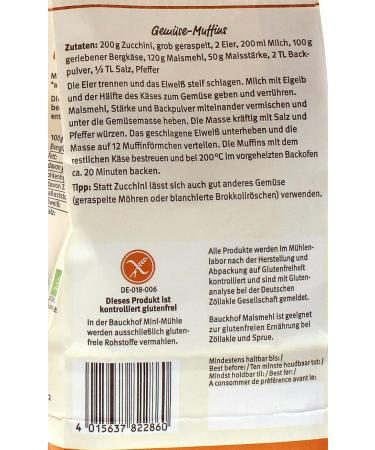 Gemüse-Muffins
Zutaten: 200 g Zucchini, grob geraspelt, 2 Eier, 200 ml Milch, 100 g
geriebener Bergkäse, 120 g Maismehl, 50 g Maisstärke, 2 TL Back-
pulver, ½ TL Salz, Pfeffer
Die Eier trennen und das Eiweiß steif schlagen. Milch mit Eigelb
und der Hälfte des Käses zum Gemüse geben und verrühren.
Maismehl, Stärke und Backpulver miteinander vermischen und
unter die Gemüsemasse heben. Die Masse kräftig mit Salz und
Pfeffer würzen. Das geschlagene Eiweiß unterheben und die
Masse auf 12 Muffinförmchen verteilen. Die Muffins mit dem
restlichen Käse bestreuen und bei 200°C im vorgeheizten Backofen
ca. 20 Minuten backen.
Tipp: Statt Zucchini lässt sich auch gut anderes Gemüse
(geraspelte Möhren oder blanchierte Brokkoliröschen) verwenden.
DE-018-006
Dieses Produkt ist
kontrolliert glutenfrei
In der Bauckhof Mini-Mühle
werden ausschließlich gluten-
freie Rohstoffe vermahlen.
Alle Produkte werden im Mühlen-
labor nach der Herstellung und
Abpackung auf Glutenfreiheit
kontrolliert und sind mit Gluten-
analyse bei der Deutschen
Zöliakie Gesellschaft gemeldet.
Bauckhof Maismehl ist geeignet
zur glutenfreien Ernährung bei
Zöliakie und Sprue.
Mindestens haltbar bis: /
Best before: / Ten minste houdbaar tot: /
Mindst holdbar til: / Best før: /
A consommer de préférence avant le:
4 015637 822860